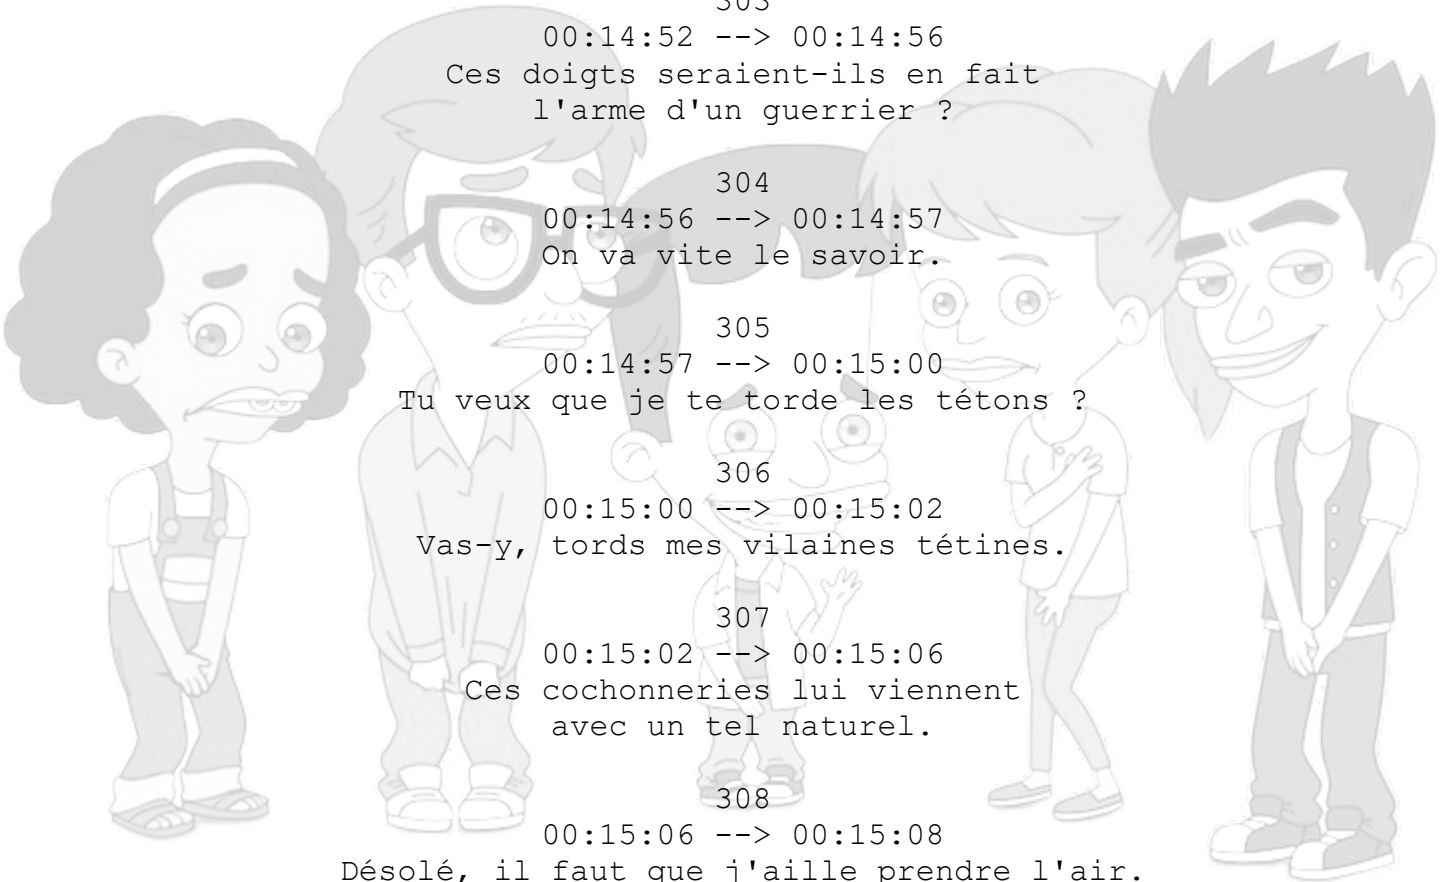 303
00:14:52 --> 00:14:56
Ces doigts seraient-ils en fait
l'arme d'un guerrier ?
304
00:14:56 --> 00:14:57
On va vite le savoir.
305
00:14:57 --> 00:15:00
Tu veux que je te torde les tétons ?
306
00:15:00 --> 00:15:02
Vas-y, tords mes vilaines tétines.
307
00:15:02 --> 00:15:06
Ces cochonneries lui viennent
avec un tel naturel.
308
00:15:06 --> 00:15:08
Désolé, il faut que j'aille prendre l'air.